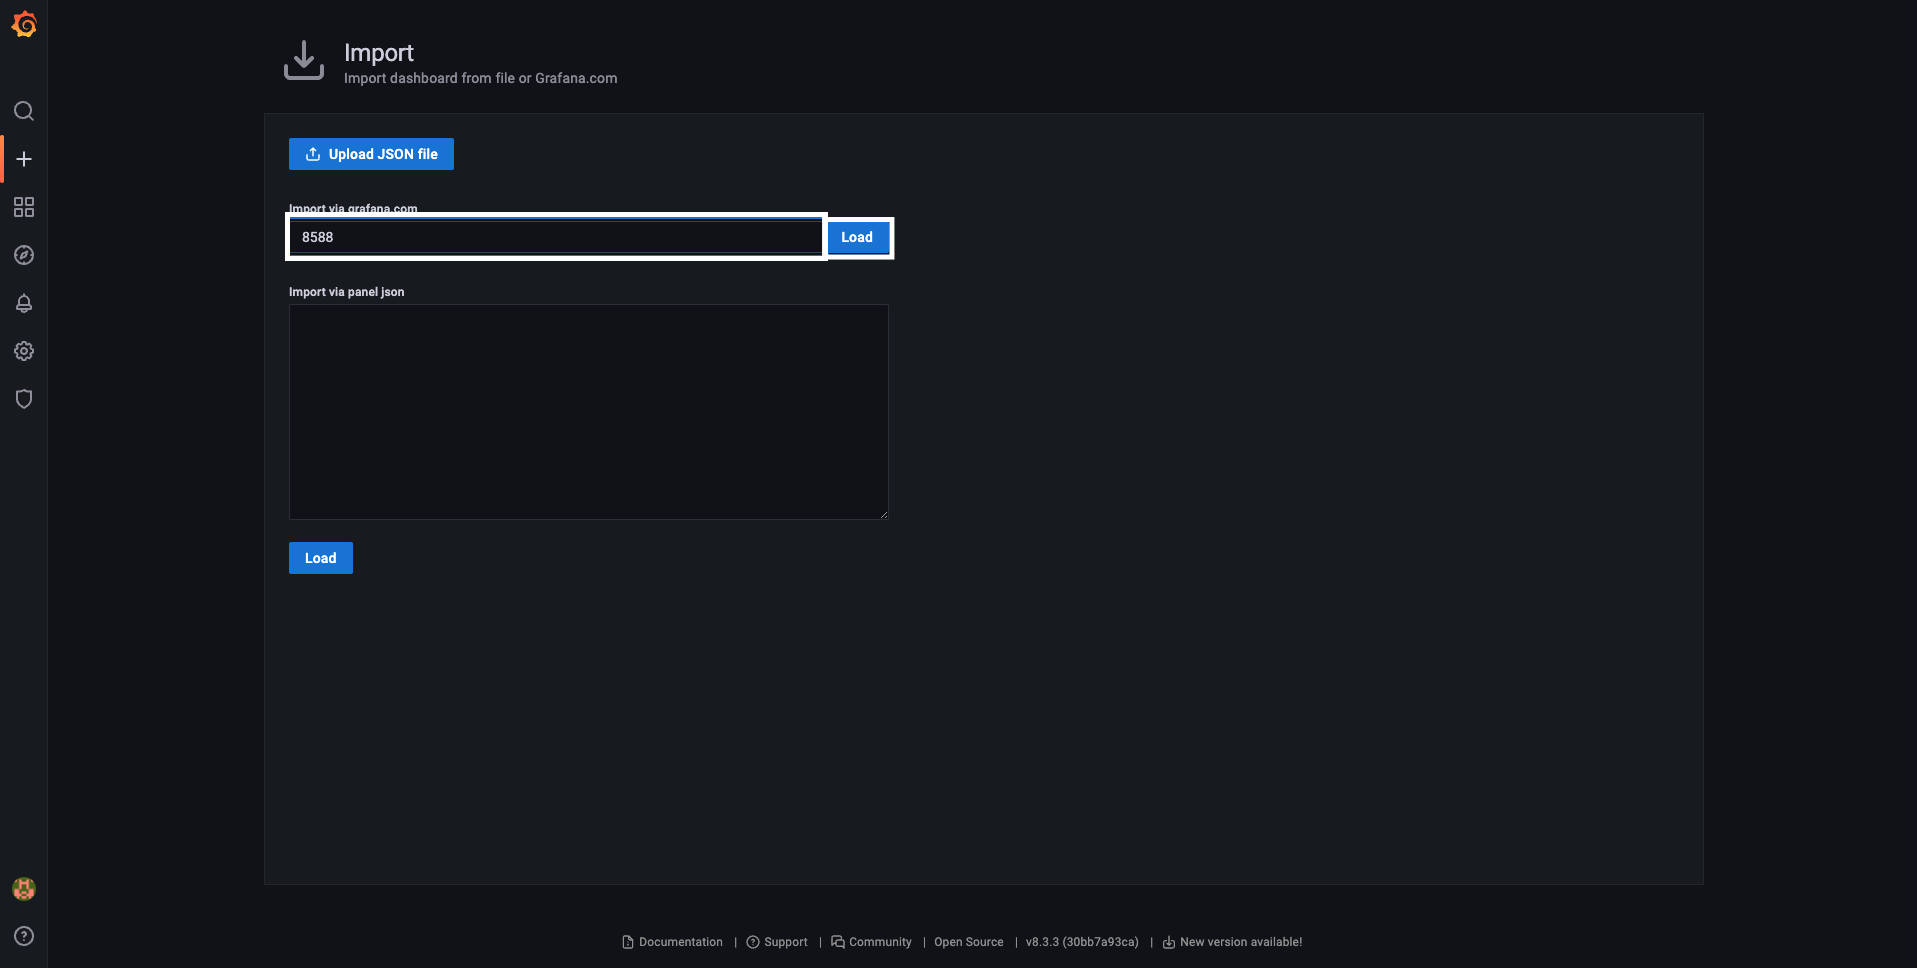 Import
Import dashboard from file or Grafana.com
Upload JSON file
Import via grafana.com
8588
Load
Import via panel json
Load
Documentation | Support | Community | Open Source | v8.3.3 (30bb7a93ca) | New version available!